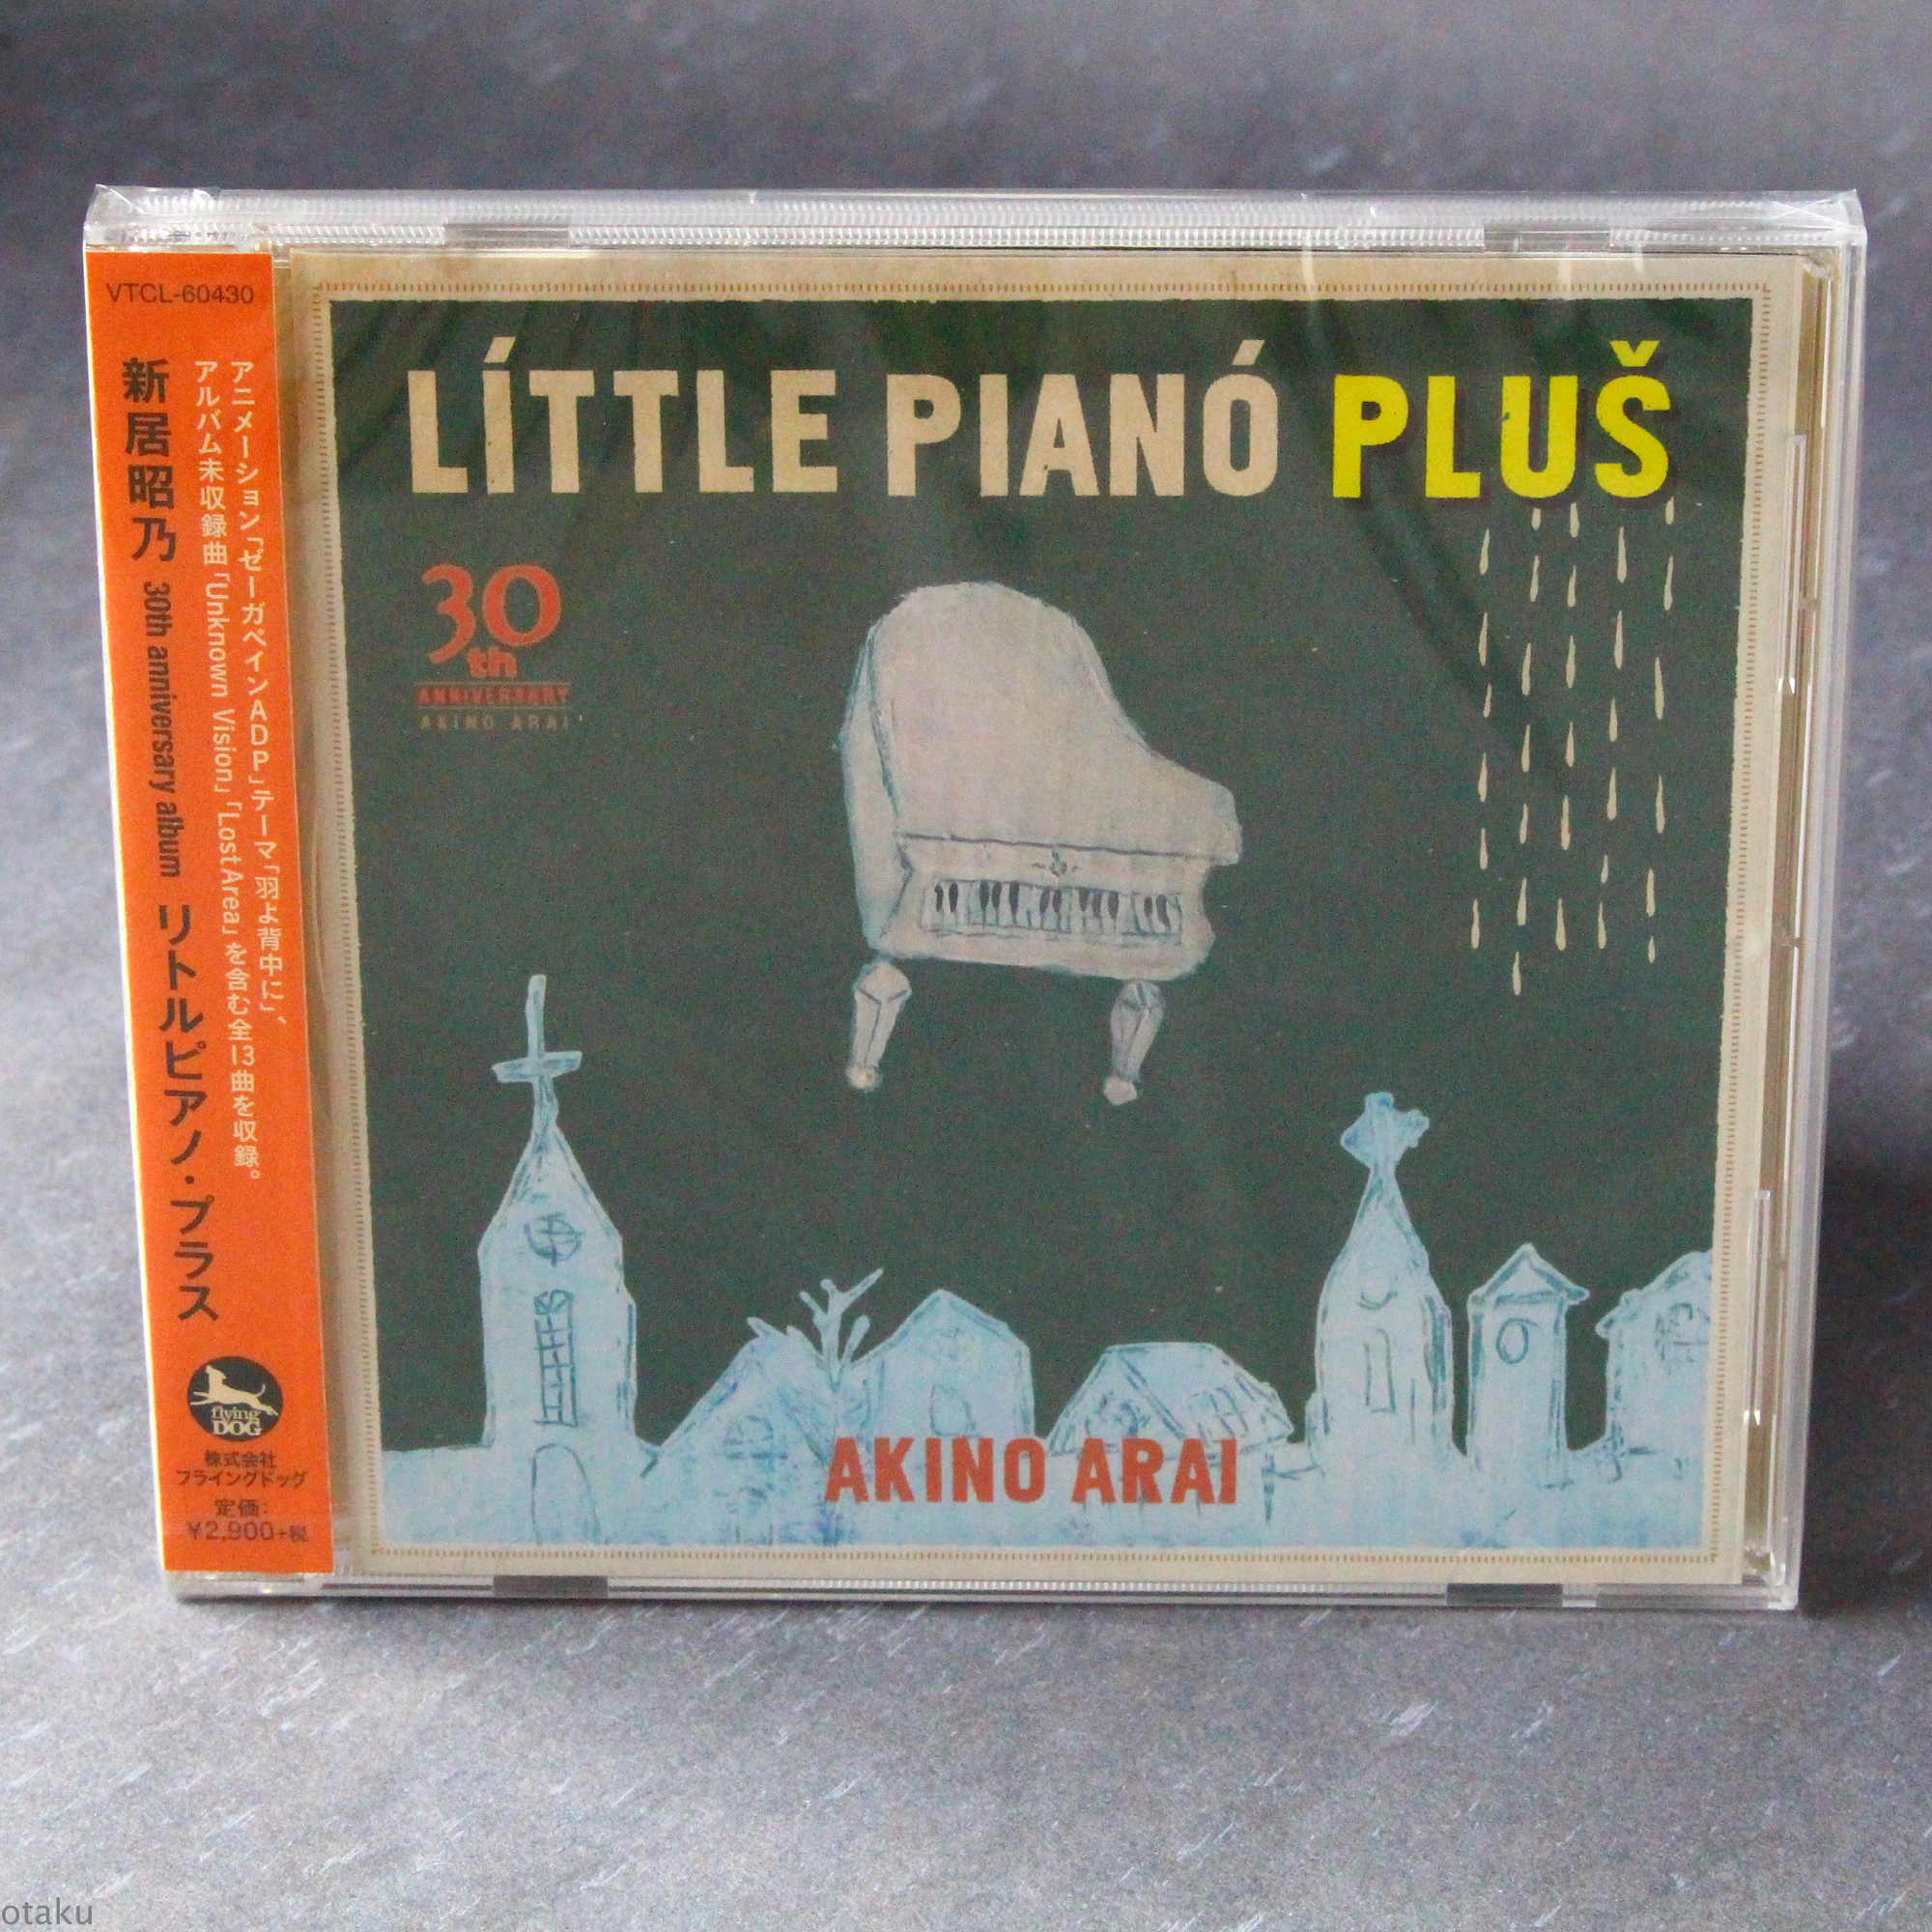 VTCL-60430
アニメーション「ゼーガペインADP」テーマ「羽よ背中に」、
アルバム未収録曲「Unknown Vision」「Lost Area」を含む全13曲を収録。
新居昭乃 30th anniversary album リトルピアノ・プラス
flying DOG
株式会社
フライングドッグ
定価:
¥2,900+税
LÍTTLE PIANÓ PLUŠ
30
th
ANNIVERSARY
AKINO ARAI
AKINO ARAI
otaku